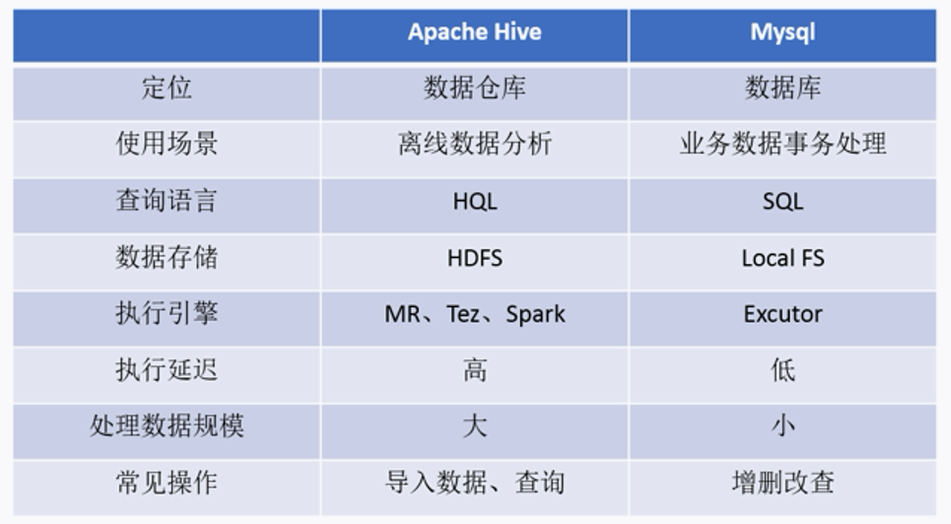 Apache Hive Mysql
定位 数据仓库 数据库
使用场景 离线数据分析 业务数据事务处理
查询语言 HQL SQL
数据存储 HDFS Local FS
执行引擎 MR、Tez、Spark Excutor
执行延迟 高 低
处理数据规模 大 小
常见操作 导入数据、查询 增删改查